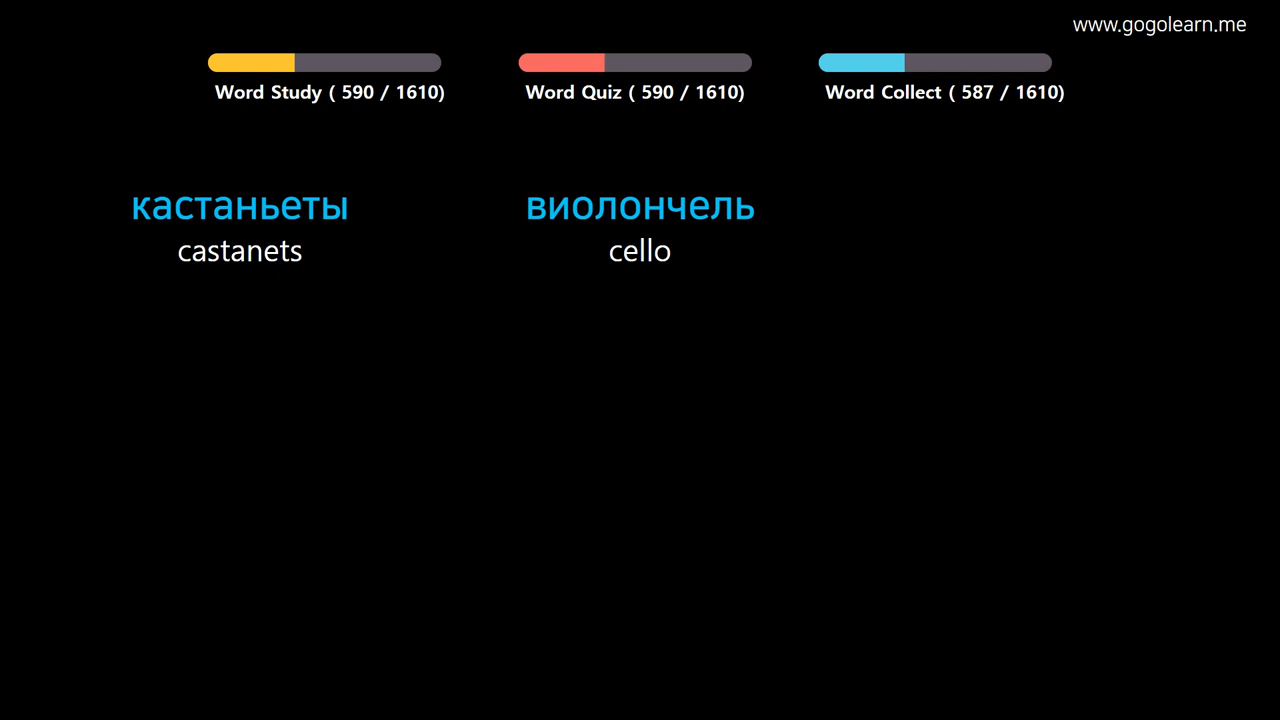 www.gogolearn.me
Word Study ( 590 / 1610)
Word Quiz ( 590 / 1610)
Word Collect ( 587 / 1610)
кастаньеты
castanets
виолончель
cello